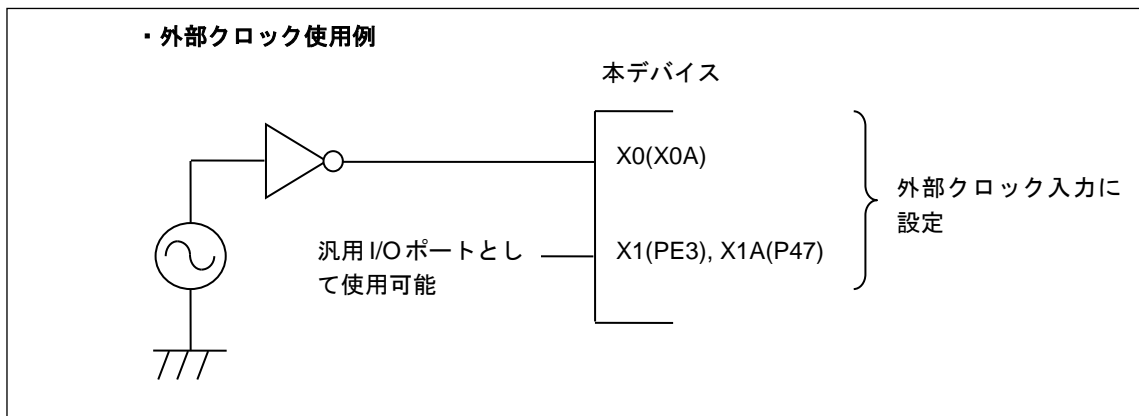 ・外部クロック使用例
本デバイス
X0(X0A)
外部クロック入力に
設定
汎用 I/O ポートとし
て使用可能
X1(PE3), X1A(P47)